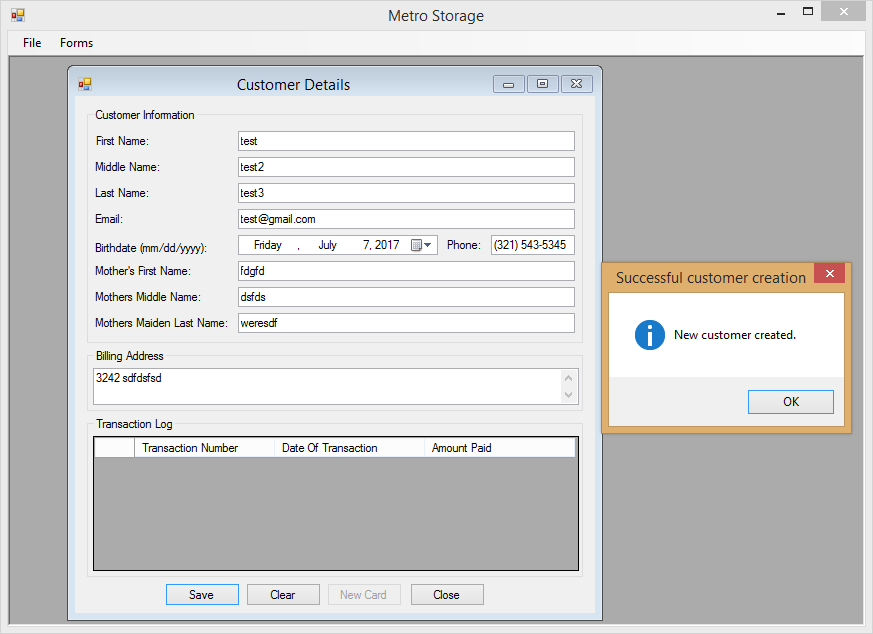 Metro Storage
File Forms
Customer Details
Customer Information
First Name: test
Middle Name: test2
Last Name: test3
Email: test@gmail.com
Birthdate (mm/dd/yyyy): Friday , July 7, 2017 Phone: (321) 543-5345
Mother's First Name: fdgfd
Mothers Middle Name: dsfds
Mothers Maiden Last Name: weresdf
Billing Address
3242 sdfdsfsd
Transaction Log
Transaction Number Date Of Transaction Amount Paid
Save Clear New Card Close
Successful customer creation
New customer created.
OK